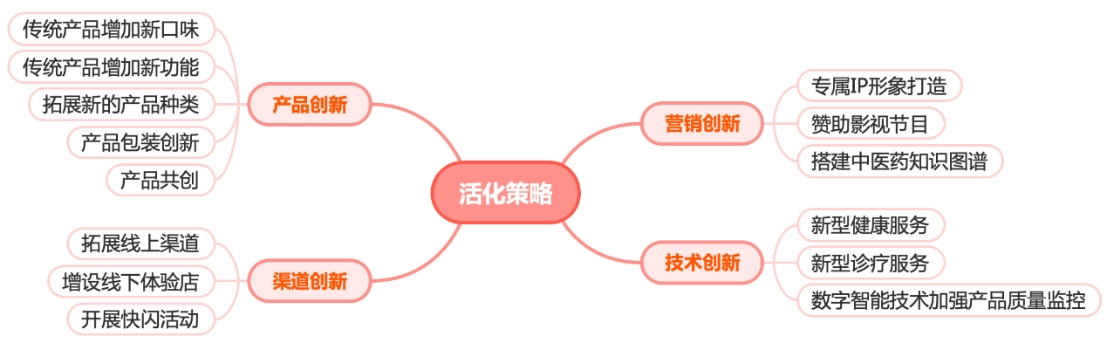 活化策略
产品创新
传统产品增加新口味
传统产品增加新功能
拓展新的产品种类
产品包装创新
产品共创
渠道创新
拓展线上渠道
增设线下体验店
开展快闪活动
营销创新
专属IP形象打造
赞助影视节目
搭建中医药知识图谱
技术创新
新型健康服务
新型诊疗服务
数字智能技术加强产品质量监控